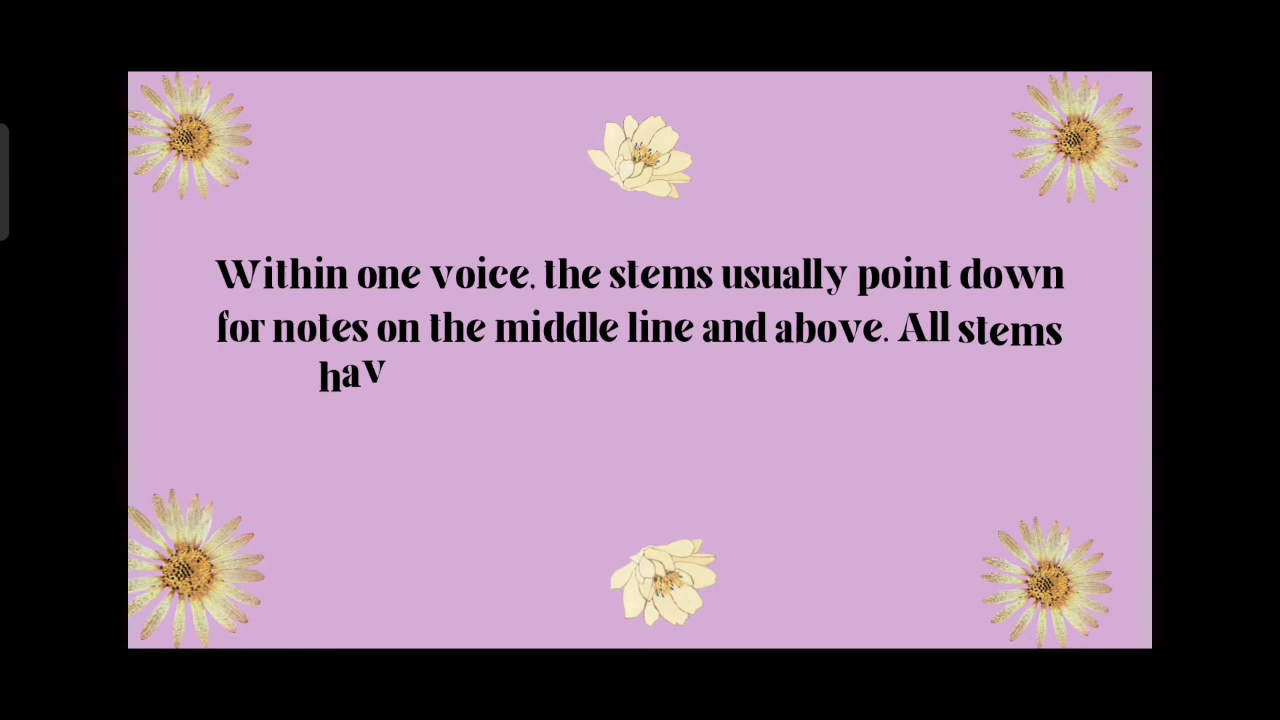 Within one voice, the stems usually point down
for notes on the middle line and above. All stems
hav